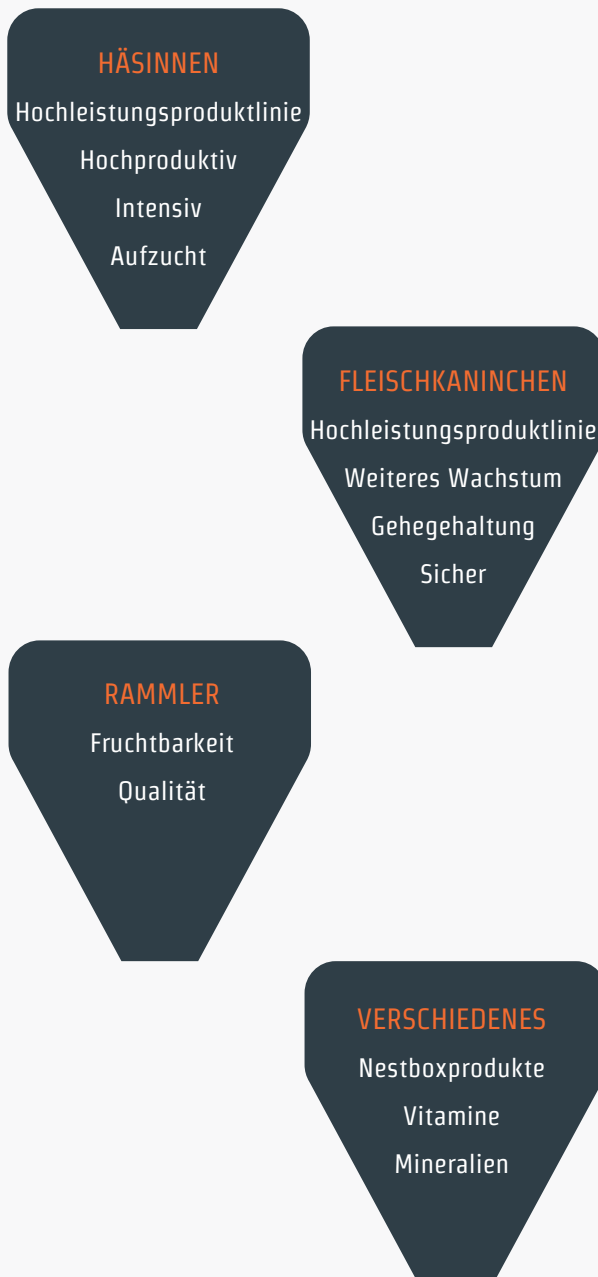 HÄSINNEN
Hochleistungsproduktlinie
Hochproduktiv
Intensiv
Aufzucht
FLEISCHKANINCHEN
Hochleistungsproduktlinie
Weiteres Wachstum
Gehegehaltung
Sicher
RAMMLER
Fruchtbarkeit
Qualität
VERSCHIEDENES
Nestboxprodukte
Vitamine
Mineralien